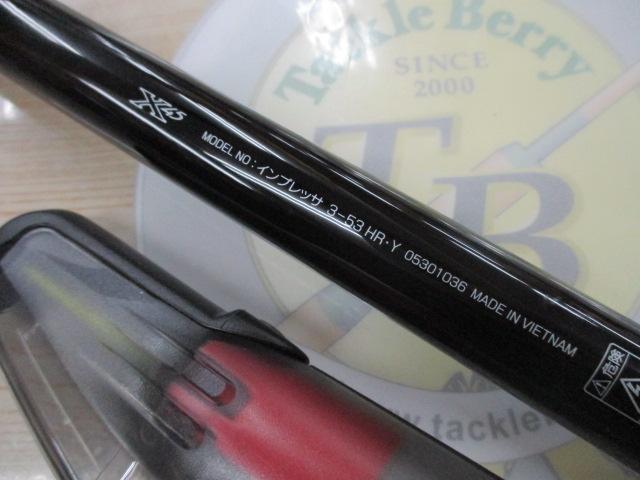 Tackle Berry
SINCE
2000
TB
X45
MODEL NO : インプレッサ 3-53 HR・Y 05301036 MADE IN VIETNAM
危険
w.tackle